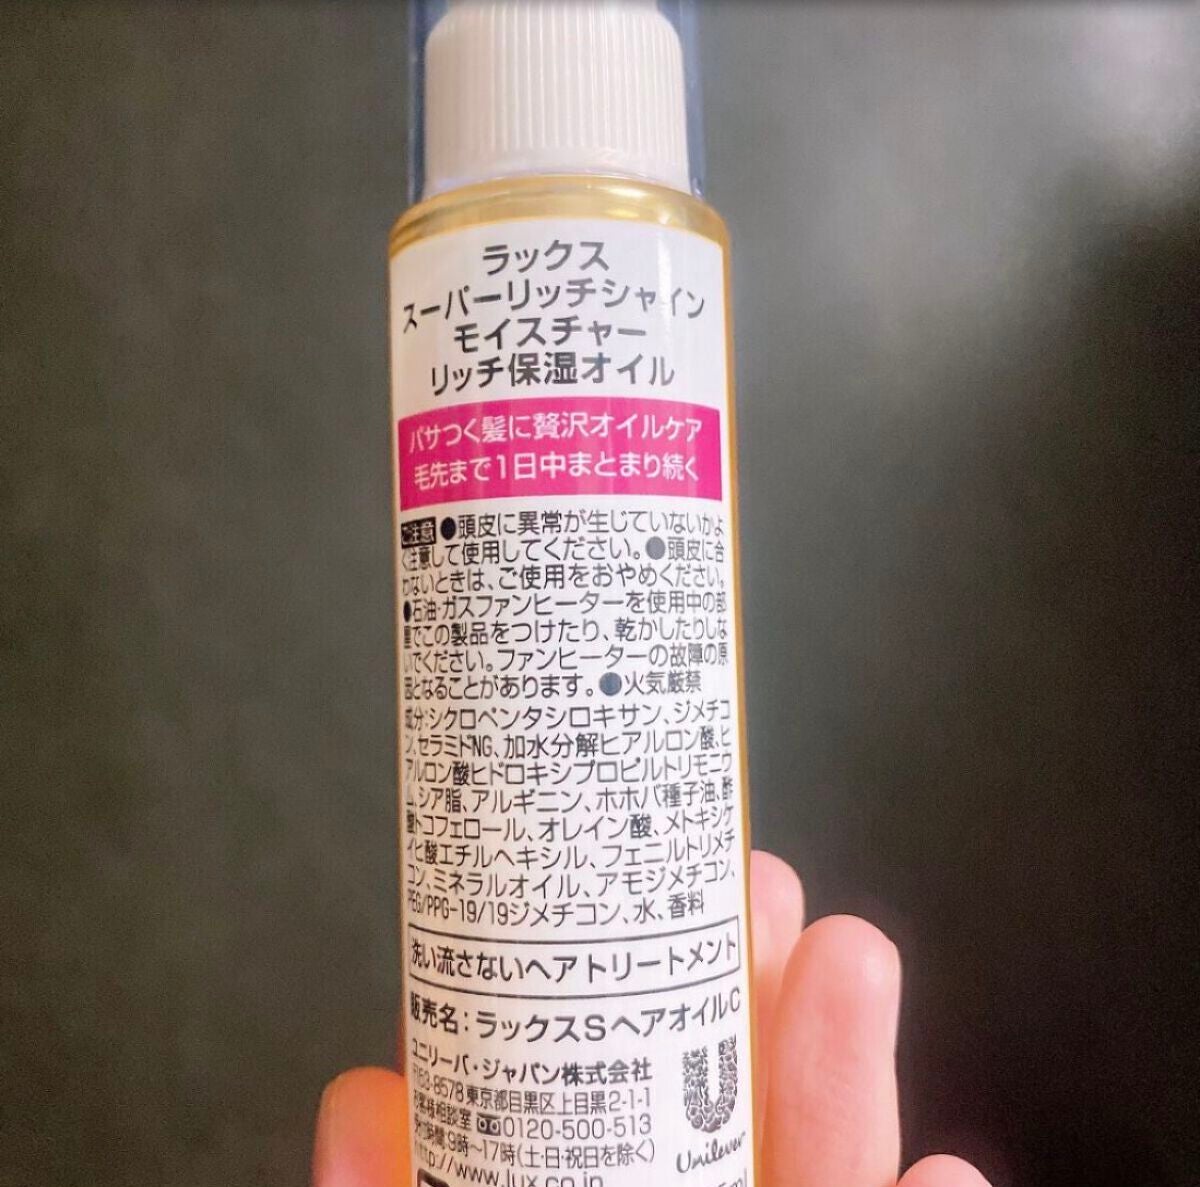 ラックス
スーパーリッチシャイン
モイスチャー
リッチ保湿オイル
パサつく髪に贅沢オイルケア
毛先まで1日中まとまり続く
ご注意 ●頭皮に異常が生じていないかよ
く注意して使用してください。●頭皮に合
わないときは、ご使用をおやめください。
●石油・ガスファンヒーターを使用中の部
屋でこの製品をつけたり、乾かしたりしな
いでください。ファンヒーターの故障の原
因となることがあります。●火気厳禁
成分:シクロペンタシロキサン、ジメチコ
ン、セラミドNG、加水分解ヒアルロン酸、ヒ
アルロン酸ヒドロキシプロピルトリモニウ
ム、シア脂、アルギニン、ホホバ種子油、酢
酸トコフェロール、オレイン酸、メトキシケ
イヒ酸エチルヘキシル、フェニルトリメチ
コン、ミネラルオイル、アモジメチコン、
PEG/PPG-19/19ジメチコン、水、香料
洗い流さないヘアトリートメント
販売名:ラックスSヘアオイルC
ユニリーバ・ジャパン株式会社
〒153-8578 東京都目黒区上目黒2-1-1
お客様相談室 0120-500-513
受付時間:9時〜17時(土・日・祝日を除く)
http://www.lux.co.jp
Unilever